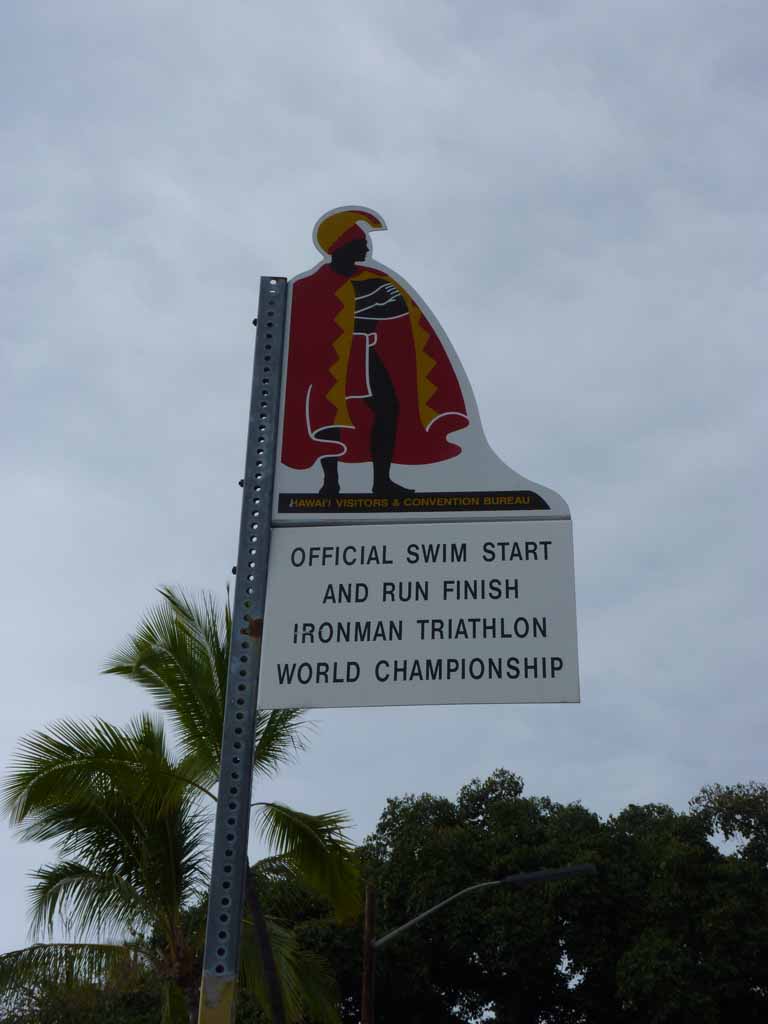 HAWAI'I VISITORS & CONVENTION BUREAU
OFFICIAL SWIM START
AND RUN FINISH
IRONMAN TRIATHLON
WORLD CHAMPIONSHIP